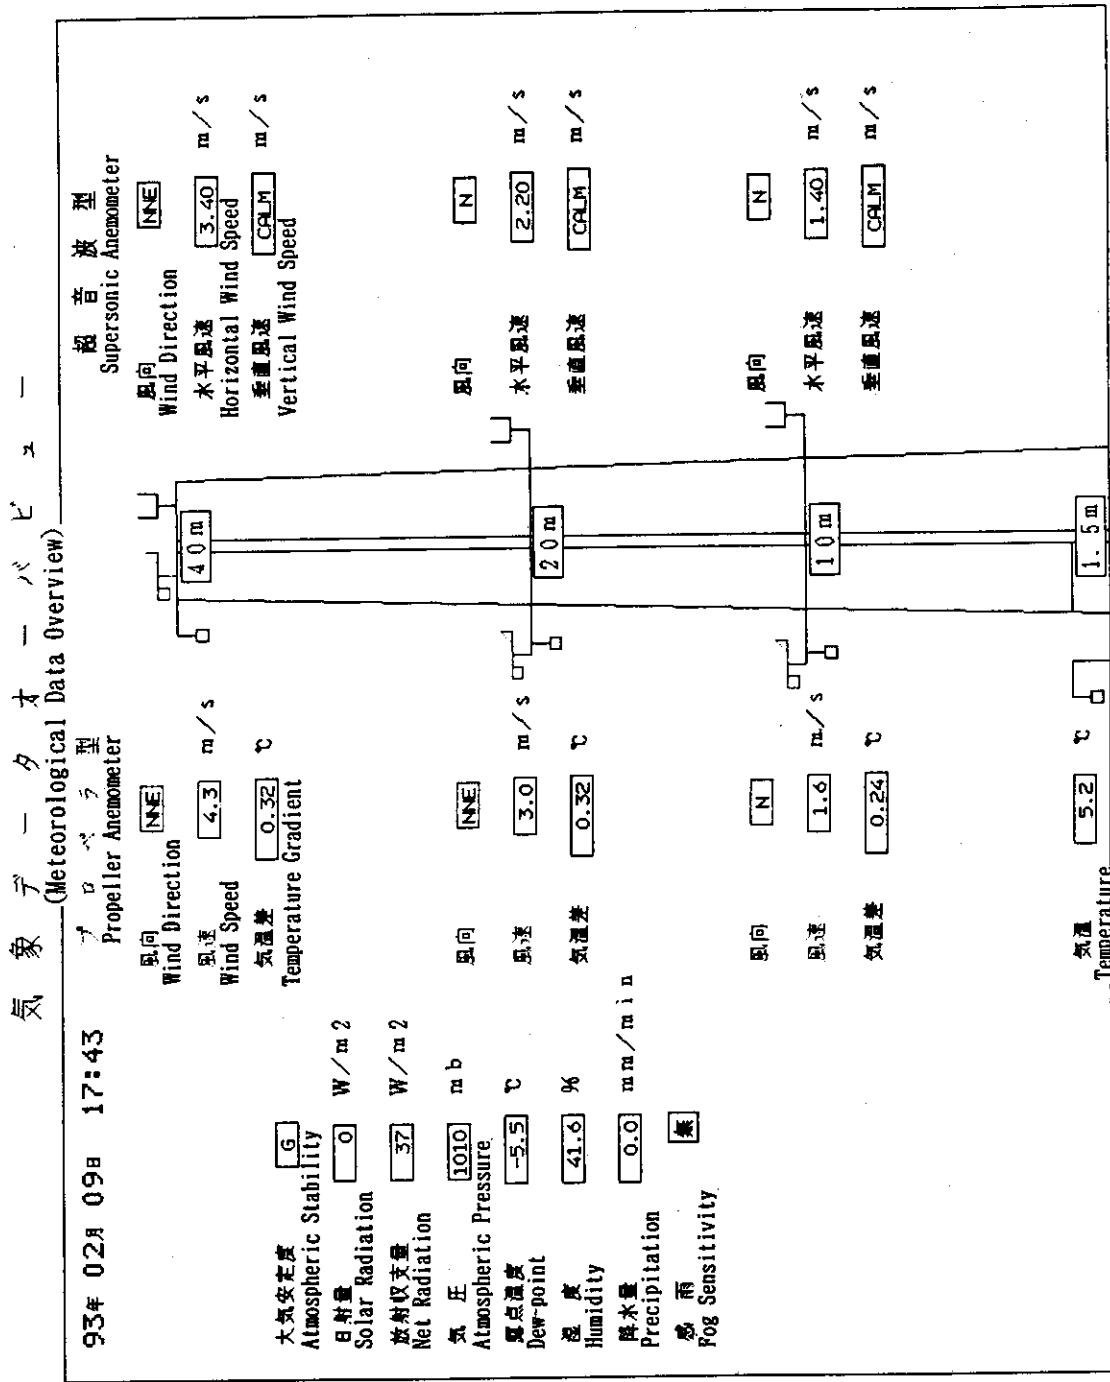 気象データオーバビュー
(Meteorological Data Overview)
93年 02月 09日 17:43
プロペラ型
Propeller Anemometer
超音波型
Supersonic Anemometer
大気安定度 G
Atmospheric Stability
日射量 0 W/m2
Solar Radiation
放射収支量 37 W/m2
Net Radiation
気圧 1010 mb
Atmospheric Pressure
露点温度 -5.5 ℃
Dew-point
湿度 41.6 %
Humidity
降水量 0.0 mm/min
Precipitation
感雨 無
Fog Sensitivity
風向 NNE
Wind Direction
風速 4.3 m/s
Wind Speed
気温差 0.32 ℃
Temperature Gradient
40m
風向 NNE
Wind Direction
水平風速 3.40 m/s
Horizontal Wind Speed
垂直風速 CALM m/s
Vertical Wind Speed
風向 NNE
風速 3.0 m/s
気温差 0.32 ℃
20m
風向 N
水平風速 2.20 m/s
垂直風速 CALM m/s
風向 N
風速 1.6 m/s
気温差 0.24 ℃
10m
風向 N
水平風速 1.40 m/s
垂直風速 CALM m/s
気温 5.2 ℃
Temperature
1.5m